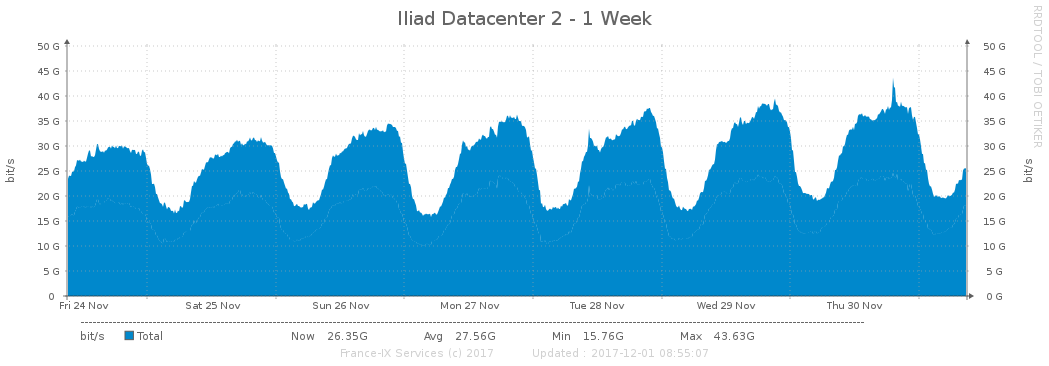 Iliad Datacenter 2 - 1 Week
RRDTOOL / TOBI OETIKER
50 G 50 G
45 G 45 G
40 G 40 G
35 G 35 G
30 G 30 G
25 G 25 G
20 G 20 G
15 G 15 G
10 G 10 G
5 G 5 G
0 0 G
bit/s bit/s
Fri 24 Nov Sat 25 Nov Sun 26 Nov Mon 27 Nov Tue 28 Nov Wed 29 Nov Thu 30 Nov
bit/s Total Now 26.35G Avg 27.56G Min 15.76G Max 43.63G
France-IX Services (c) 2017 Updated : 2017-12-01 08:55:07